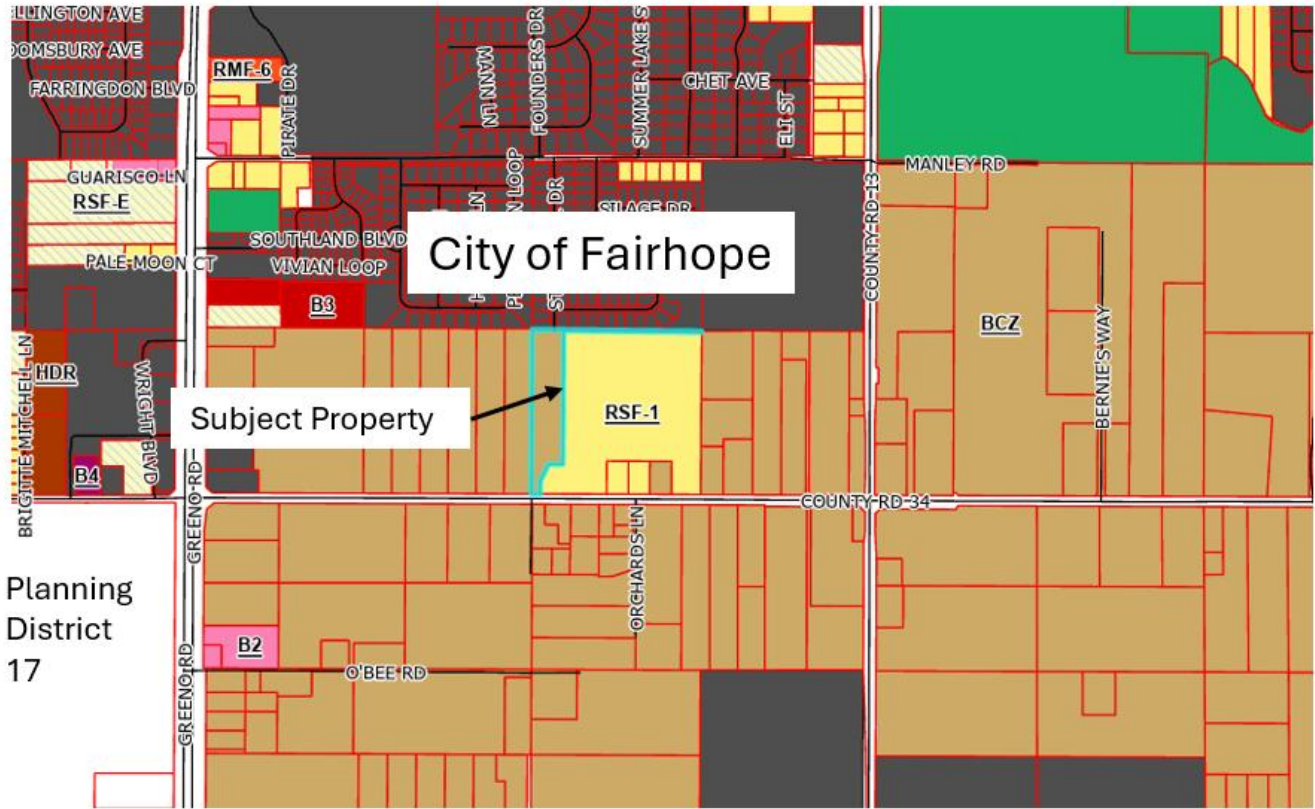 ELLINGTON AVE
OOMSBURY AVE
FARRINGDON BLVD
RMF-6
PIRATE DR
MANN LN
FOUNDERS DR
SUMMER LAKE S
CHET AVE
ELI ST
MANLEY RD
GUARISCO LN
RSF-E
LOOP
DR
SILAGE DR
COUNTY RD 13
SOUTHLAND BLVD
City of Fairhope
PALE MOON CT
VIVIAN LOOP
B3
BCZ
BERNIE'S WAY
HDR
BRIGITTE MITCHELL LN
WRIGHT BLVD
Subject Property
RSF-1
B4
GREENO RD
COUNTY RD 34
ORCHARDS LN
Planning
District
17
B2
O'BEE RD
GREENO RD